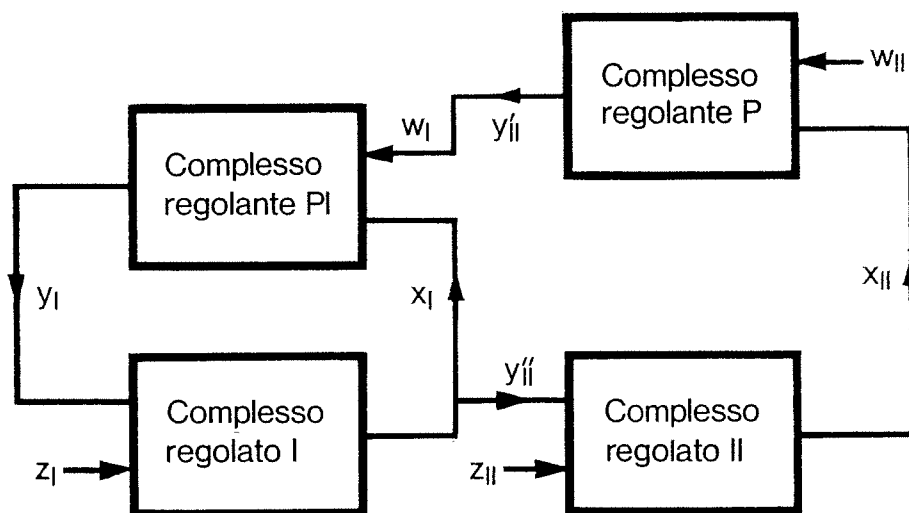 Complesso
regolante P
w_II
y'_II
w_I
Complesso
regolante PI
y_I
x_I
x_II
Complesso
regolato I
z_I
y''_II
Complesso
regolato II
z_II